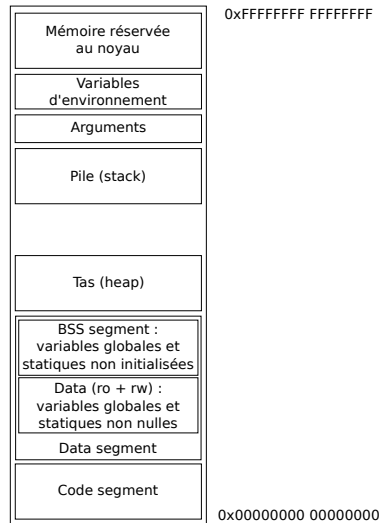 0xFFFFFFFF FFFFFFFF
Mémoire réservée
au noyau
Variables
d'environnement
Arguments
Pile (stack)
Tas (heap)
BSS segment :
variables globales et
statiques non initialisées
Data (ro + rw) :
variables globales et
statiques non nulles
Data segment
Code segment
0x00000000 00000000